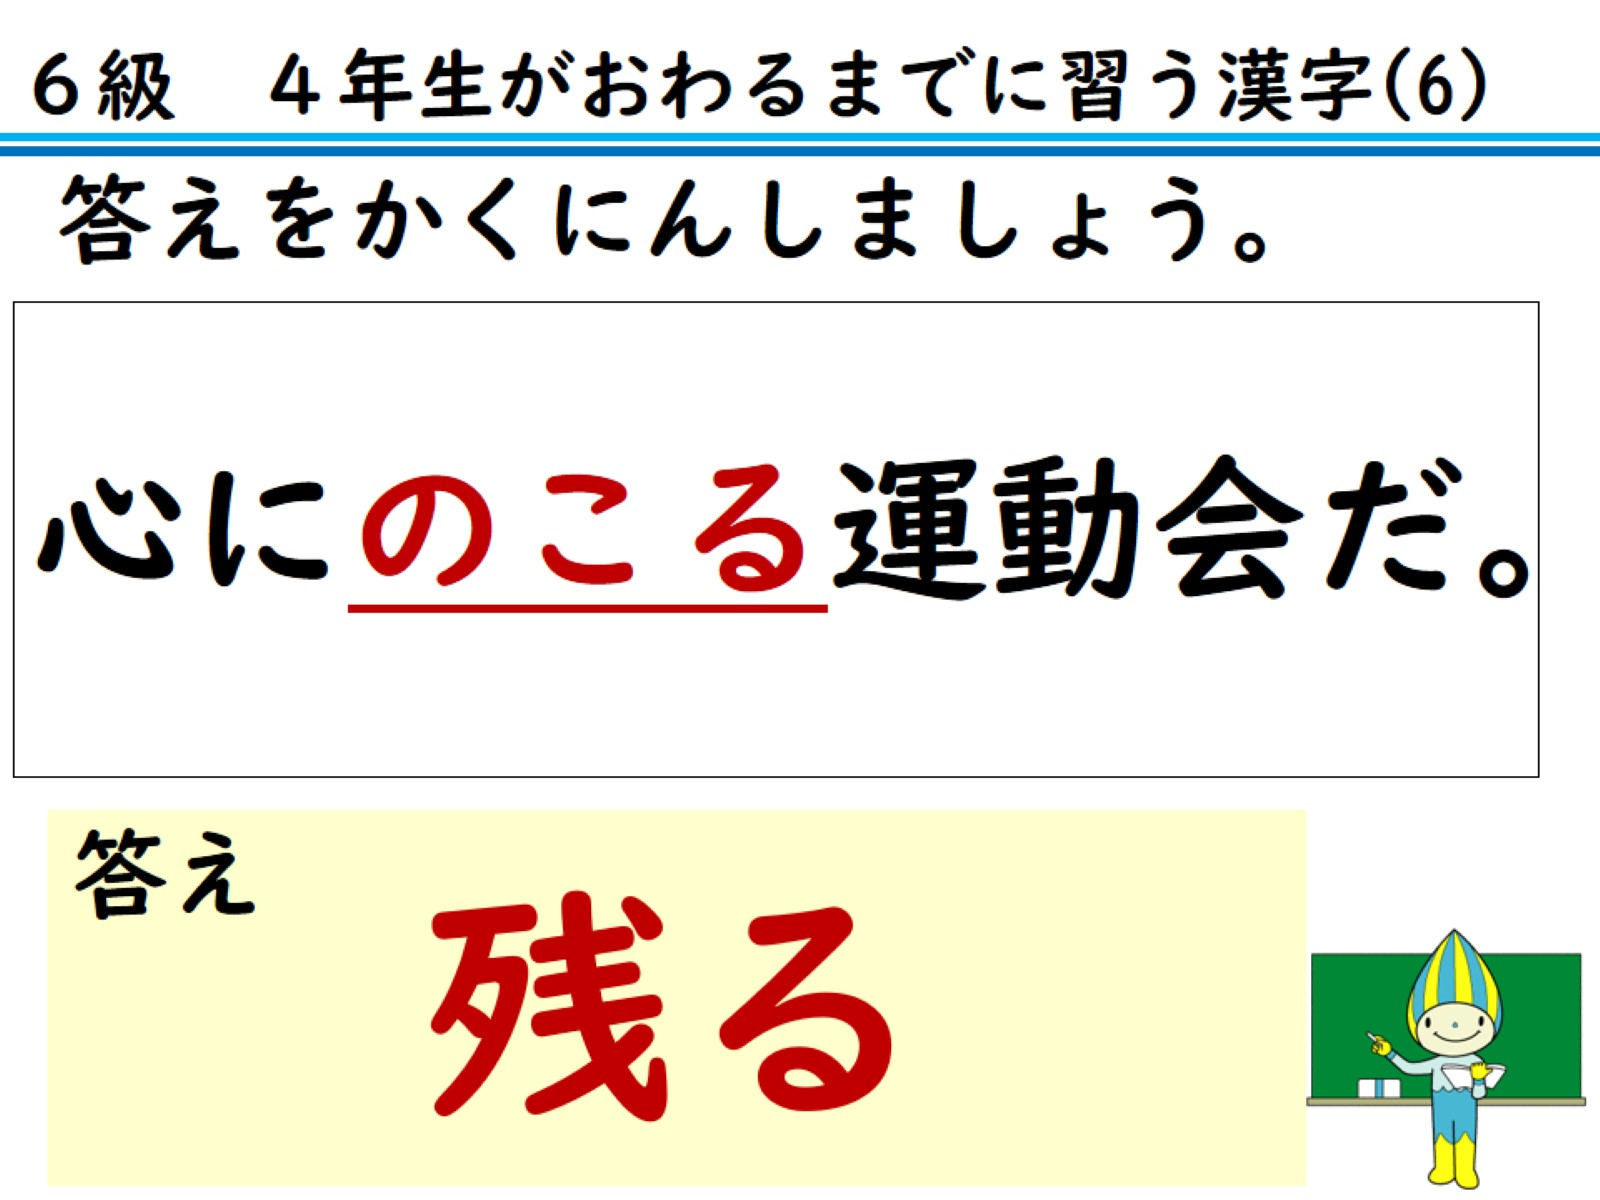 ６級　４年生がおわるまでに習う漢字(6)
答えをかくにんしましょう。
心にのこる運動会だ。
答え
残る